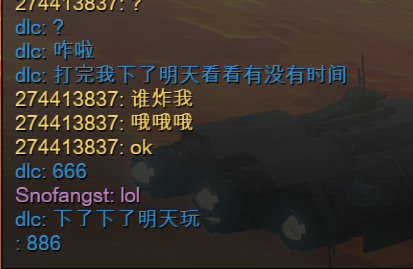 274413837: ?
dlc: ?
dlc: 咋啦
dlc: 打完我下了明天看看有没有时间
274413837: 谁炸我
274413837: 哦哦哦
274413837: ok
dlc: 666
Snofangst: lol
dlc: 下了下了明天玩
: 886